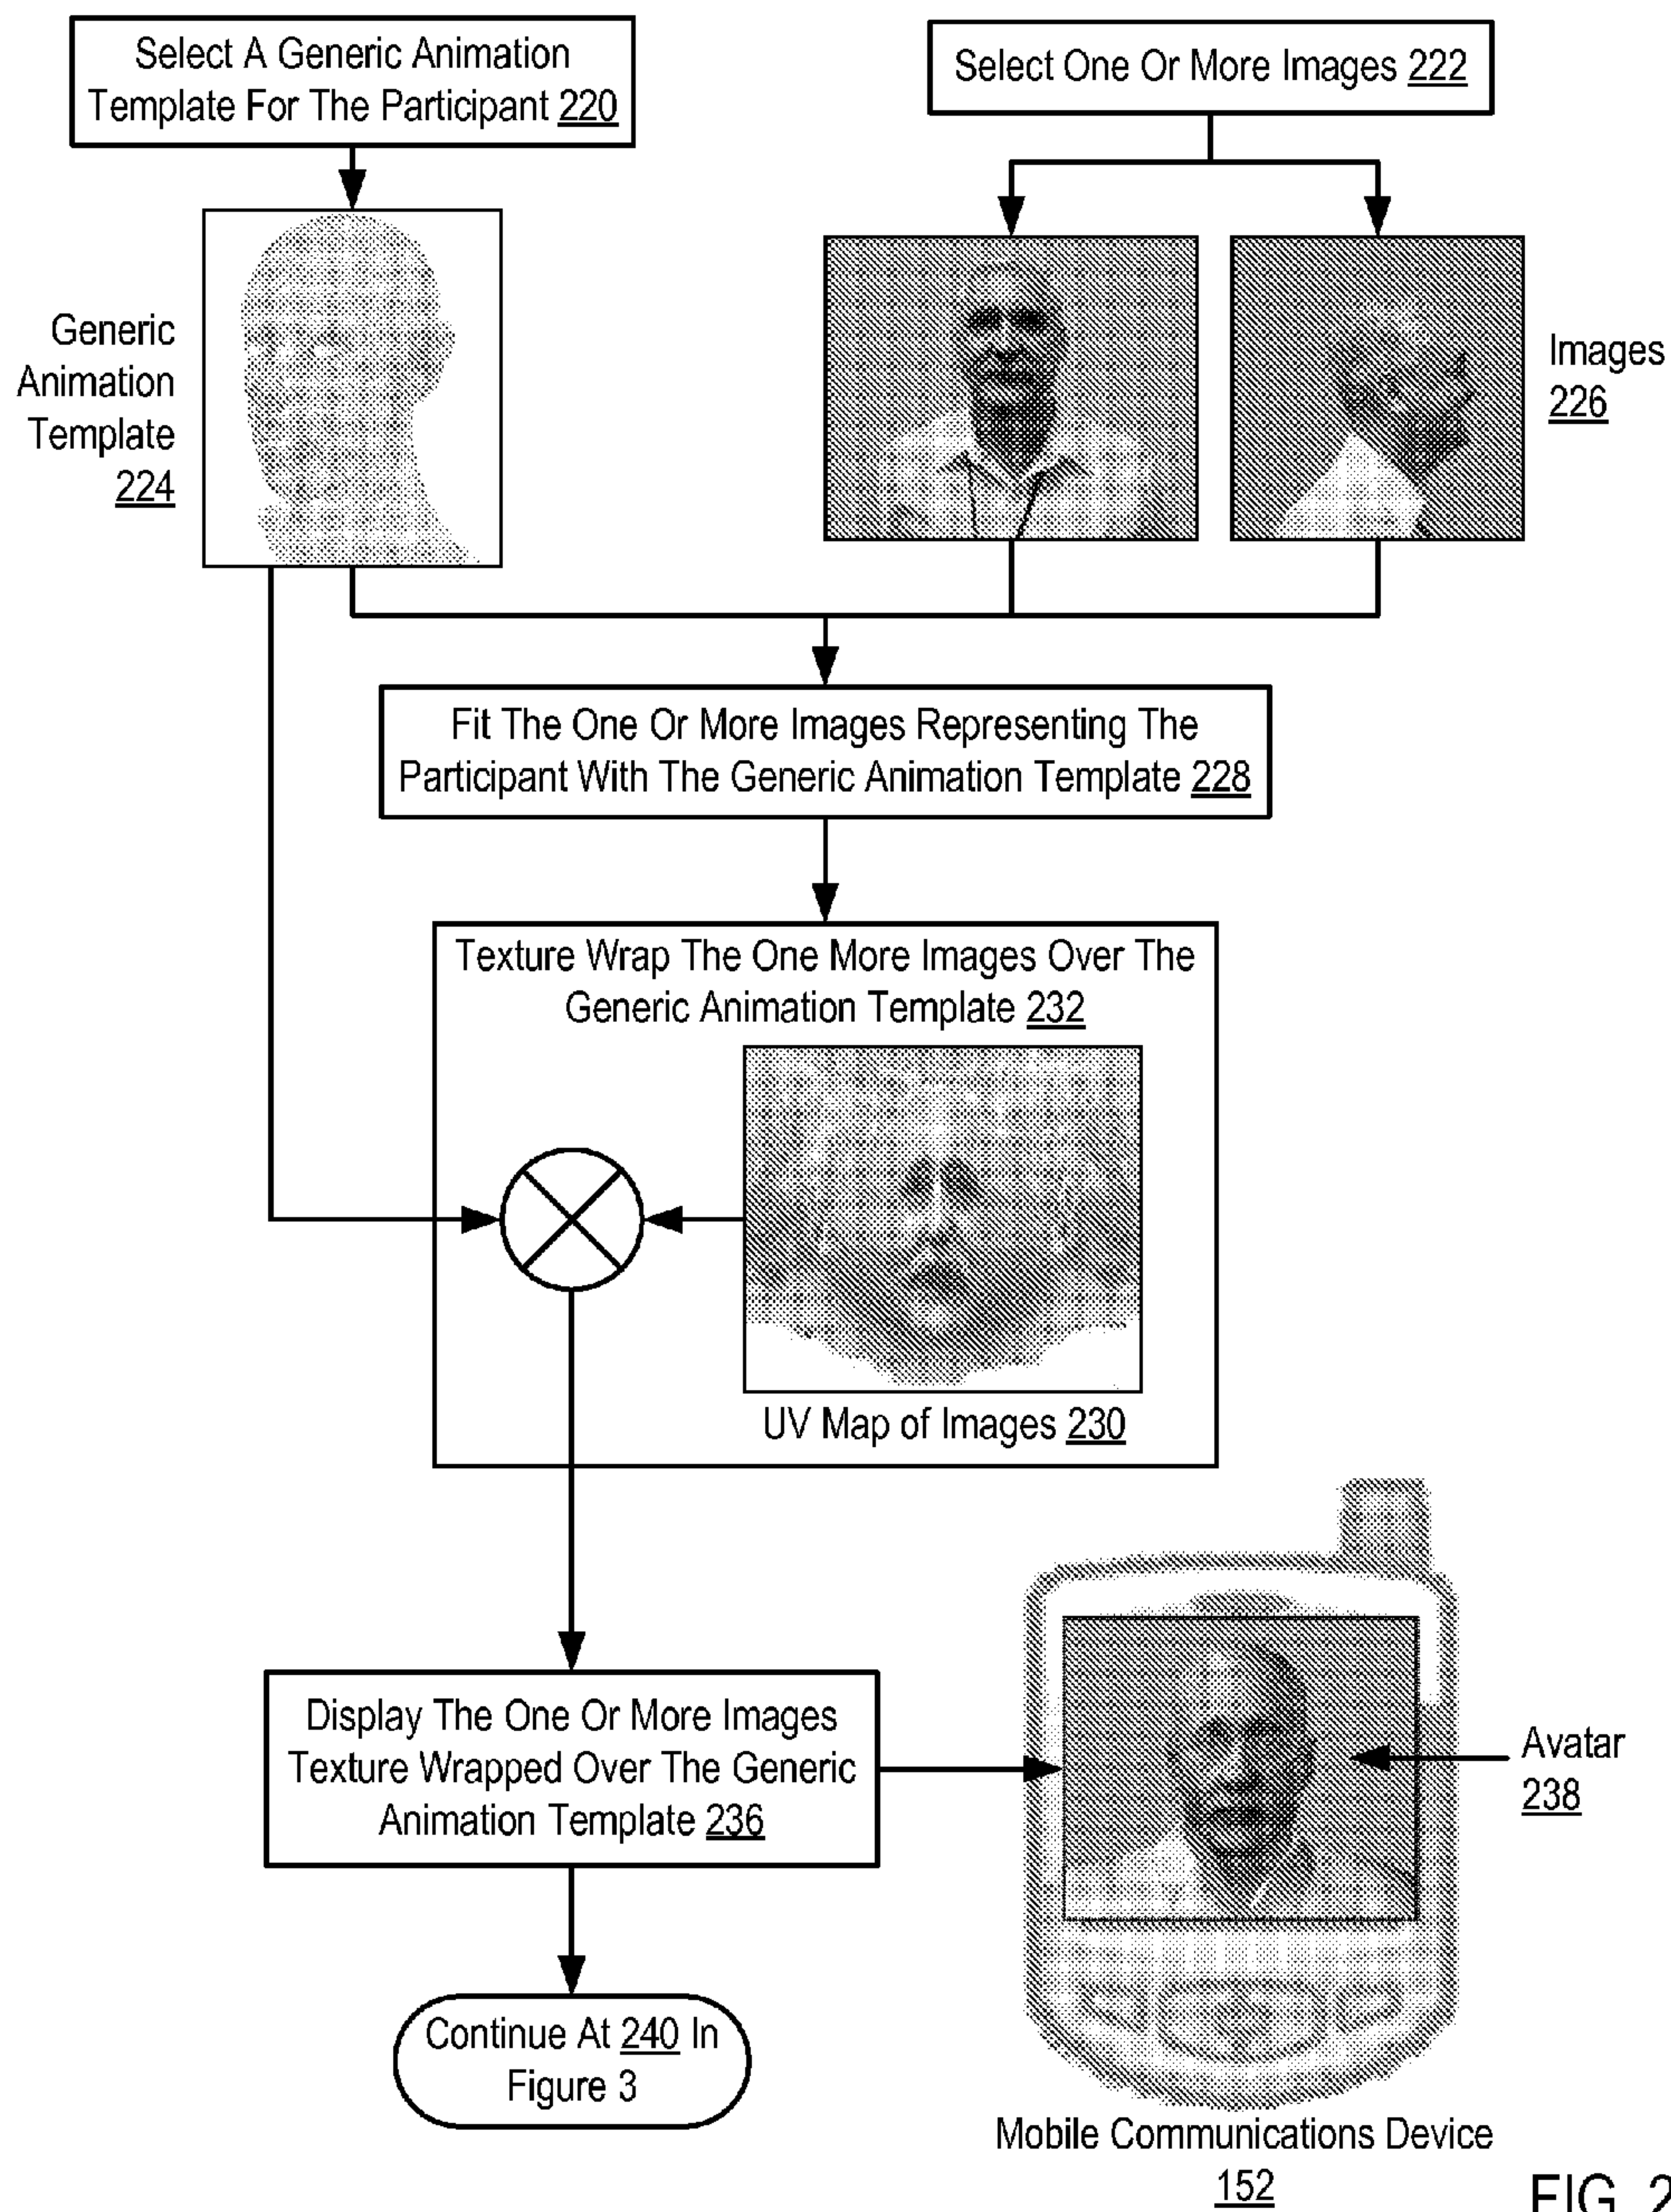 Select A Generic Animation
Template For The Participant 220
Select One Or More Images 222
Generic
Animation
Template
224
Images
226
Fit The One Or More Images Representing The
Participant With The Generic Animation Template 228
Texture Wrap The One More Images Over The
Generic Animation Template 232
UV Map of Images 230
Display The One Or More Images
Texture Wrapped Over The Generic
Animation Template 236
Avatar
238
Continue At 240 In
Figure 3
Mobile Communications Device
152
FIG. 2